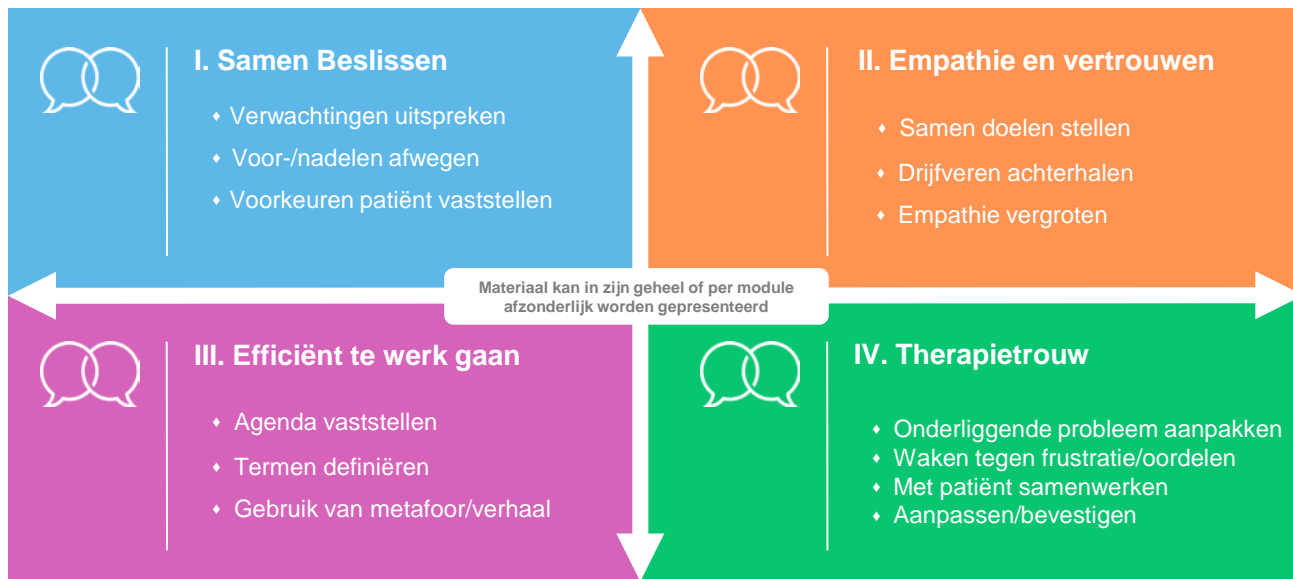 I. Samen Beslissen
⬧ Verwachtingen uitspreken
⬧ Voor-/nadelen afwegen
⬧ Voorkeuren patiënt vaststellen
II. Empathie en vertrouwen
⬧ Samen doelen stellen
⬧ Drijfveren achterhalen
⬧ Empathie vergroten
Materiaal kan in zijn geheel of per module
afzonderlijk worden gepresenteerd
III. Efficiënt te werk gaan
⬧ Agenda vaststellen
⬧ Termen definiëren
⬧ Gebruik van metafoor/verhaal
IV. Therapietrouw
⬧ Onderliggende probleem aanpakken
⬧ Waken tegen frustratie/oordelen
⬧ Met patiënt samenwerken
⬧ Aanpassen/bevestigen